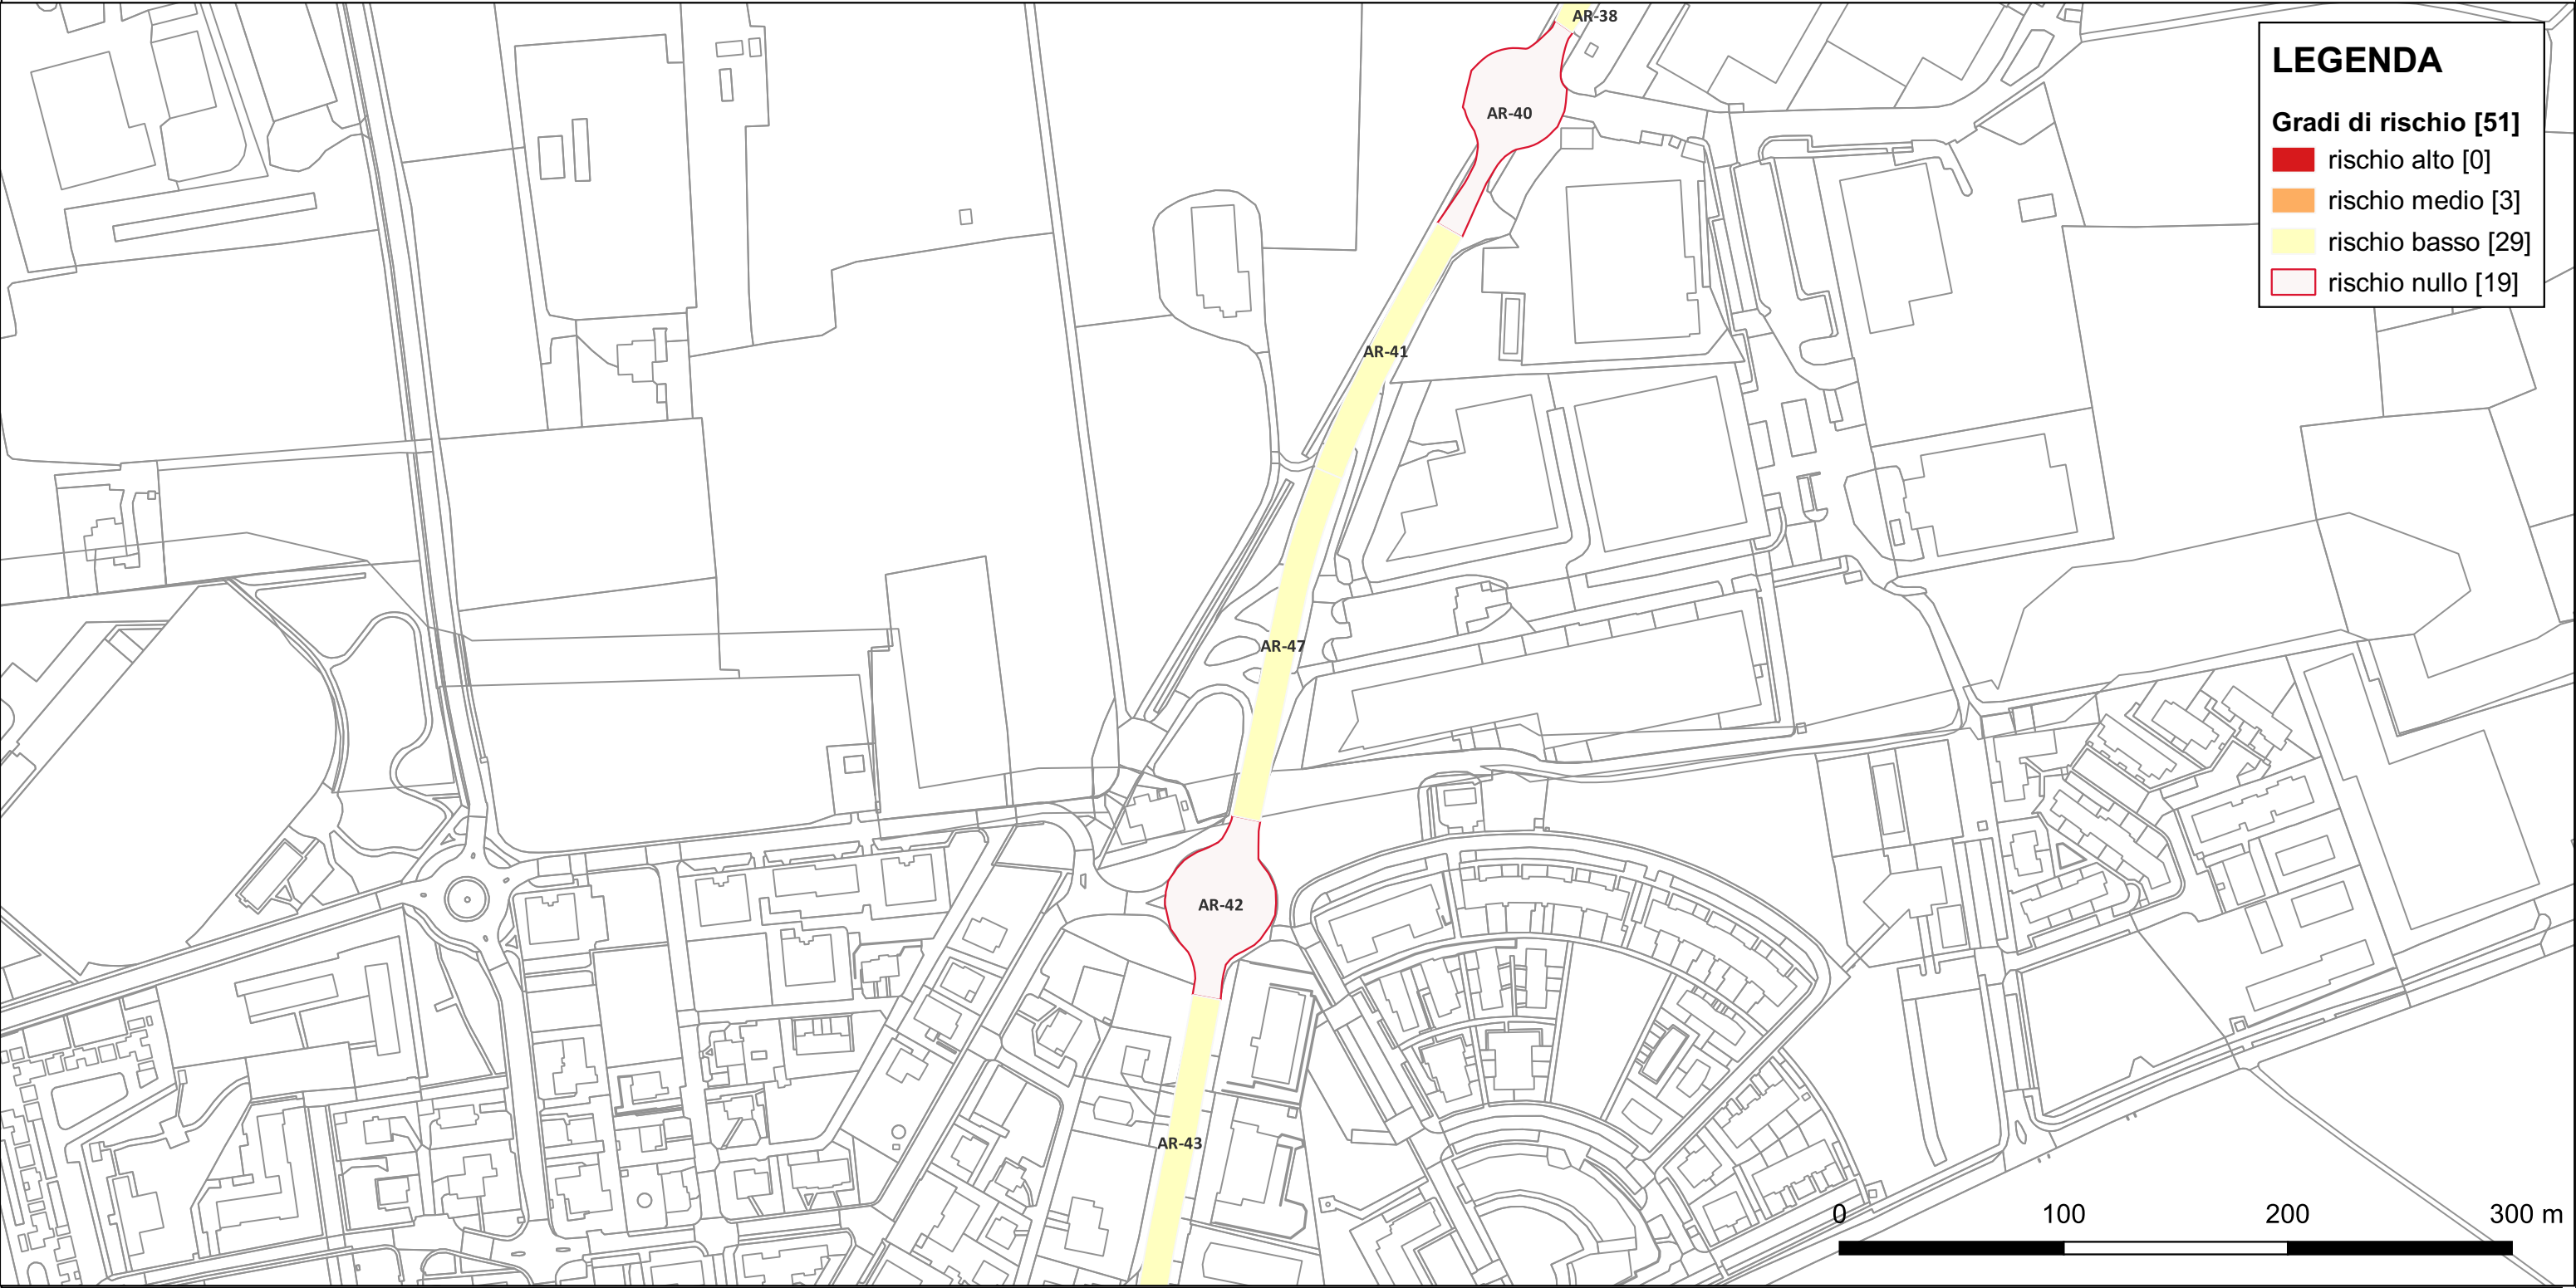 AR-38
AR-40
AR-41
AR-47
AR-42
AR-43
LEGENDA
Gradi di rischio [51]
rischio alto [0]
rischio medio [3]
rischio basso [29]
rischio nullo [19]
0 100 200 300 m